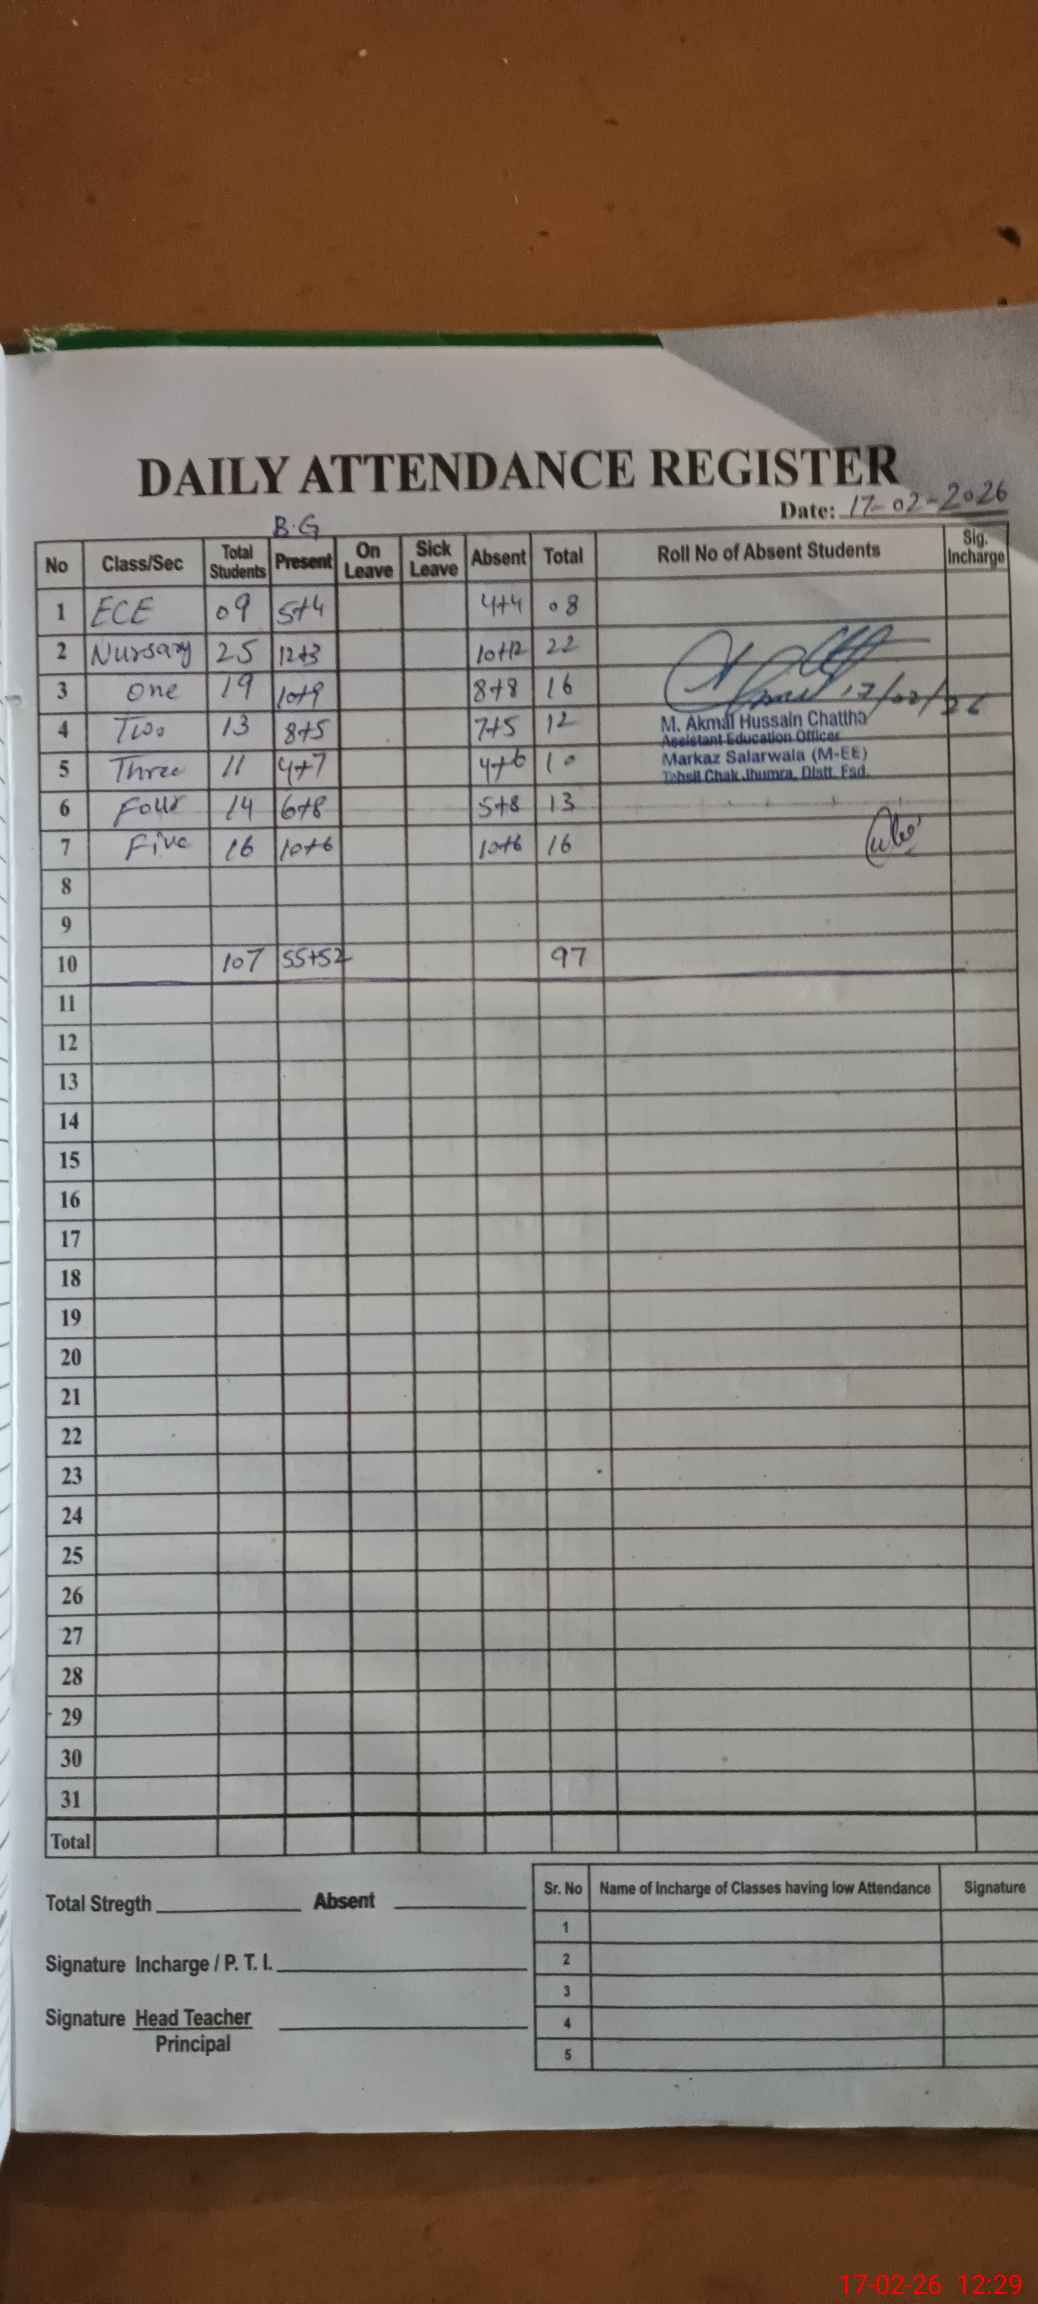 DAILY ATTENDANCE REGISTER
Date: 17-02-2026
B.G
No Class/Sec Total Students Present On Leave Sick Leave Absent Total Roll No of Absent Students Sig. Incharge
1 ECE 09 5+4 4+4 08
2 Nursary 25 12+3 10+12 22
3 One 19 10+9 8+8 16
17/02/26
4 Two 13 8+5 7+5 12 M. Akmal Hussain Chattha
Assistant Education Officer
5 Three 11 4+7 4+6 10 Markaz Salarwala (M-EE)
Tehsil Chak Jhumra, Distt. Fsd.
6 Four 14 6+8 5+8 13
7 Five 16 10+6 10+6 16
8
9
10 107 55+52 97
11
12
13
14
15
16
17
18
19
20
21
22
23
24
25
26
27
28
29
30
31
Total
Total Stregth Absent
Signature Incharge / P. T. I.
Signature Head Teacher
Principal
Sr. No Name of Incharge of Classes having low Attendance Signature
1
2
3
4
5
17-02-26 12:29